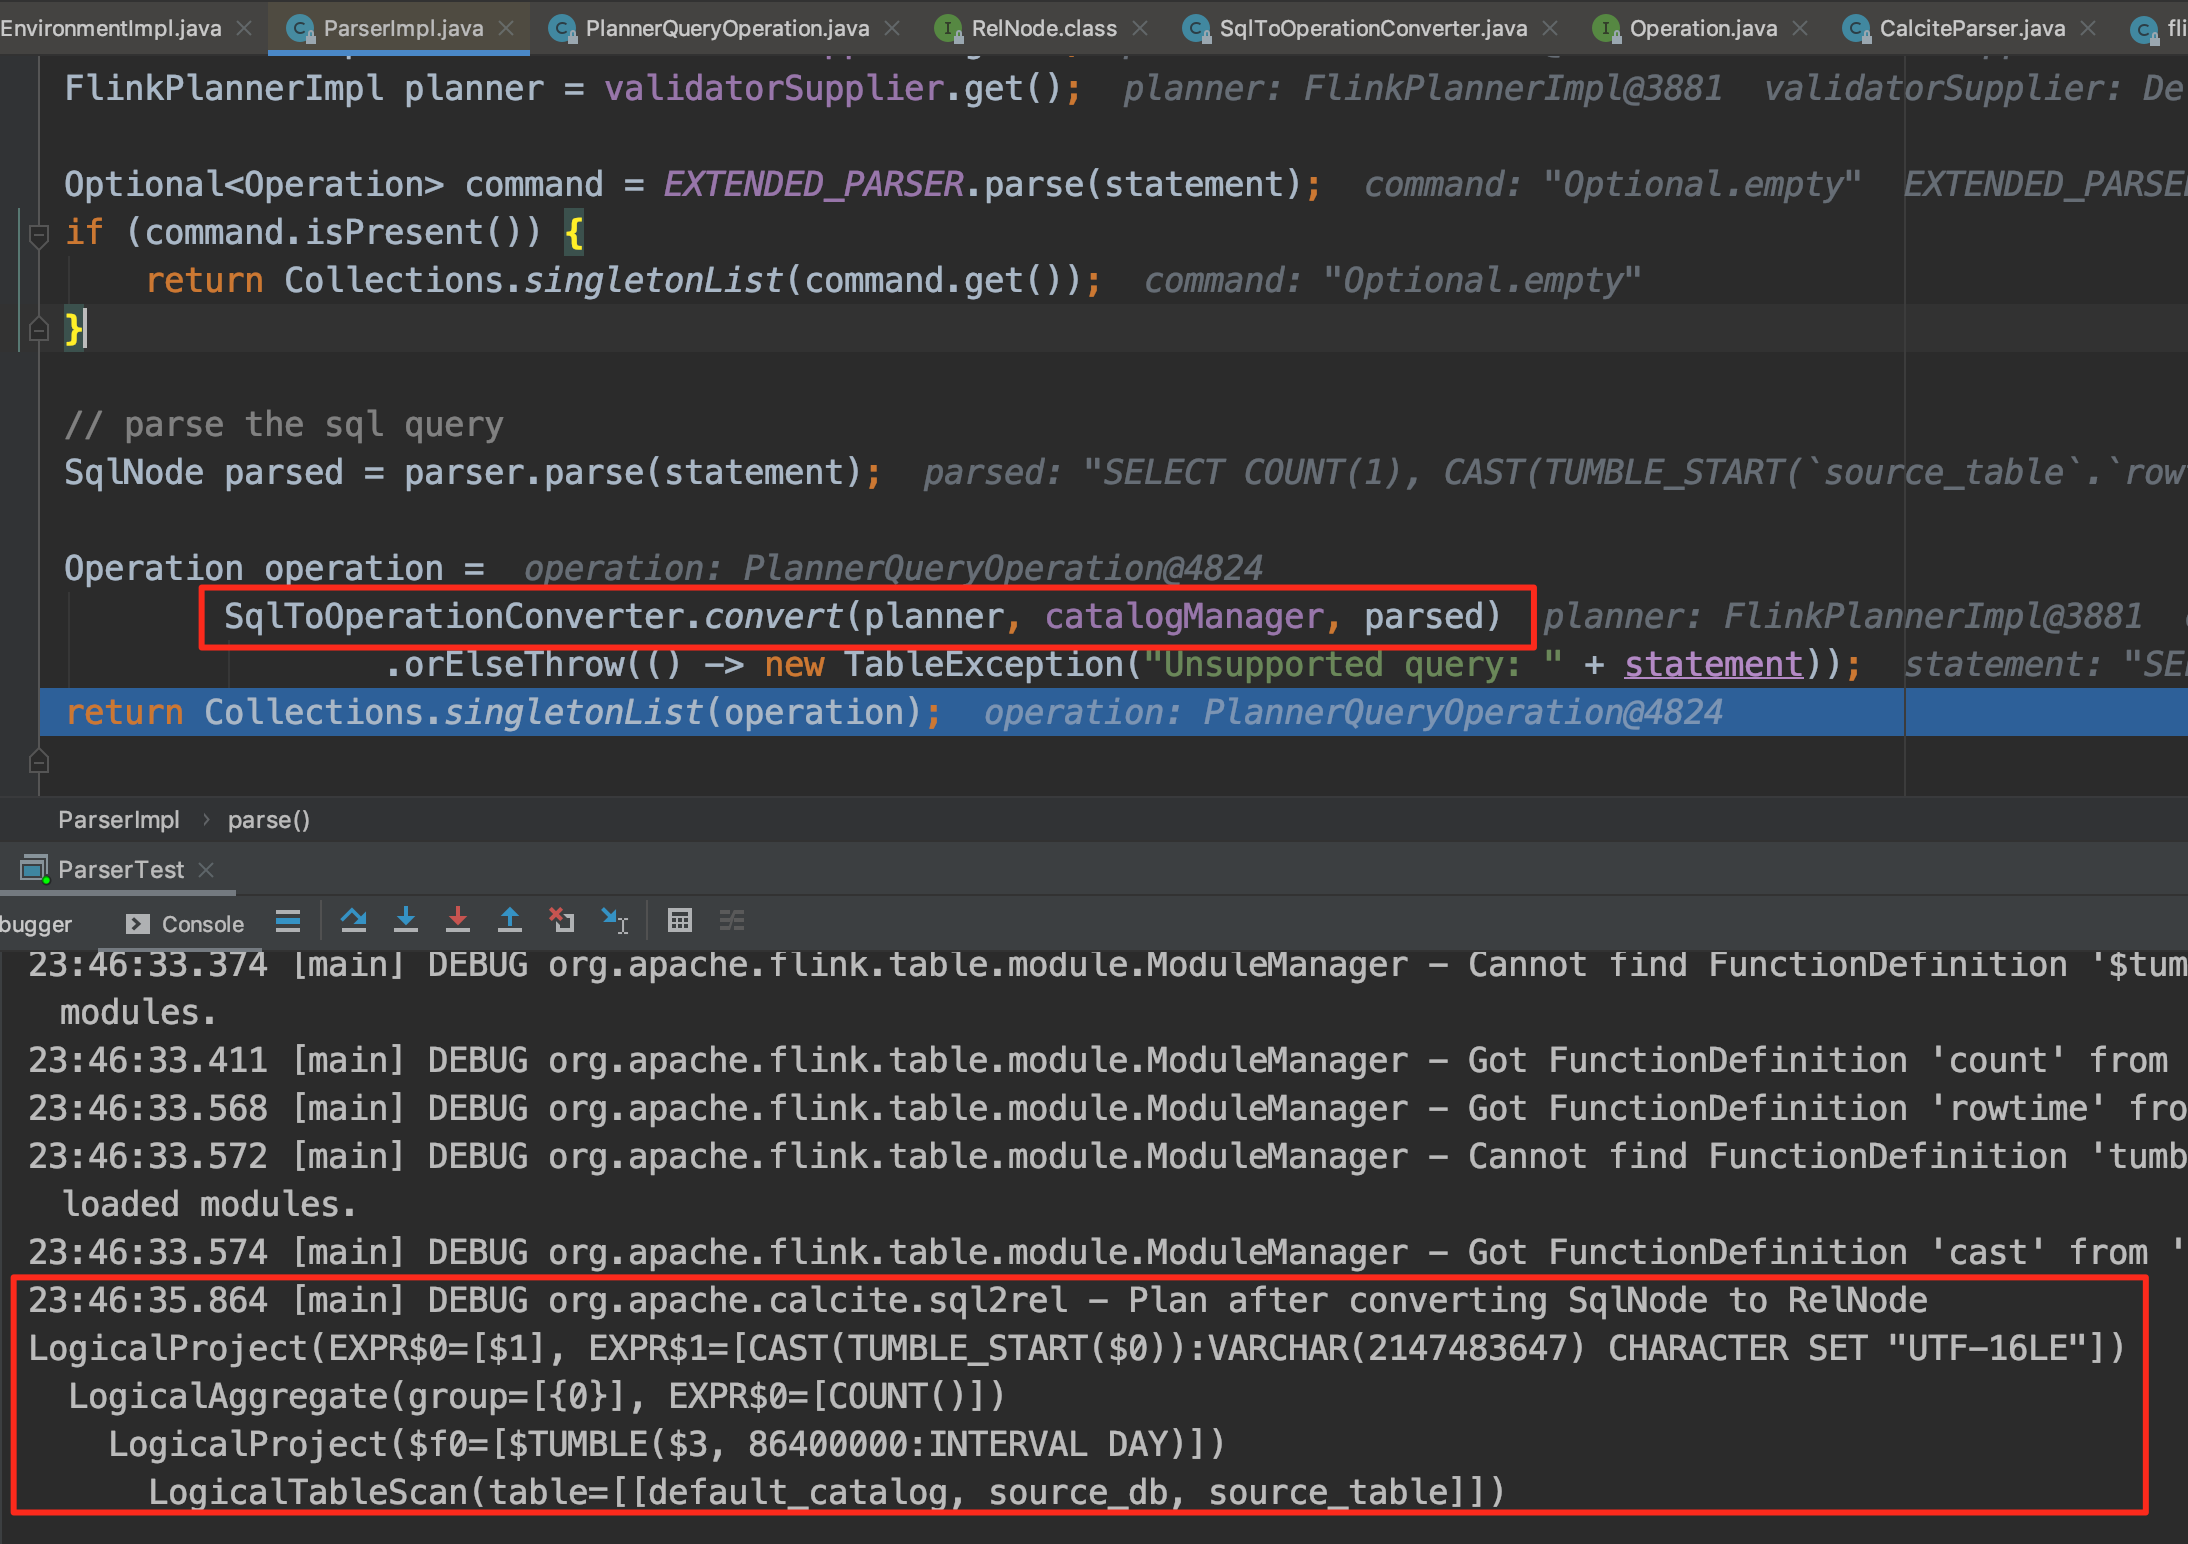 EnvironmentImpl.java
ParserImpl.java
PlannerQueryOperation.java
RelNode.class
SqlToOperationConverter.java
Operation.java
CalciteParser.java
fli
FlinkPlannerImpl planner = validatorSupplier.get(); planner: FlinkPlannerImpl@3881 validatorSupplier: De
Optional<Operation> command = EXTENDED_PARSER.parse(statement); command: "Optional.empty" EXTENDED_PARSE
if (command.isPresent()) {
return Collections.singletonList(command.get()); command: "Optional.empty"
}
// parse the sql query
SqlNode parsed = parser.parse(statement); parsed: "SELECT COUNT(1), CAST(TUMBLE_START(`source_table`.`row
Operation operation = operation: PlannerQueryOperation@4824
SqlToOperationConverter.convert(planner, catalogManager, parsed) planner: FlinkPlannerImpl@3881
.orElseThrow(() -> new TableException("Unsupported query: " + statement)); statement: "SE
return Collections.singletonList(operation); operation: PlannerQueryOperation@4824
ParserImpl › parse()
ParserTest
bugger
Console
23:46:33.374 [main] DEBUG org.apache.flink.table.module.ModuleManager - Cannot find FunctionDefinition '$tum
modules.
23:46:33.411 [main] DEBUG org.apache.flink.table.module.ModuleManager - Got FunctionDefinition 'count' from
23:46:33.568 [main] DEBUG org.apache.flink.table.module.ModuleManager - Got FunctionDefinition 'rowtime' fro
23:46:33.572 [main] DEBUG org.apache.flink.table.module.ModuleManager - Cannot find FunctionDefinition 'tumb
loaded modules.
23:46:33.574 [main] DEBUG org.apache.flink.table.module.ModuleManager - Got FunctionDefinition 'cast' from '
23:46:35.864 [main] DEBUG org.apache.calcite.sql2rel - Plan after converting SqlNode to RelNode
LogicalProject(EXPR$0=[$1], EXPR$1=[CAST(TUMBLE_START($0)):VARCHAR(2147483647) CHARACTER SET "UTF-16LE"])
LogicalAggregate(group=[{0}], EXPR$0=[COUNT()])
LogicalProject($f0=[$TUMBLE($3, 86400000:INTERVAL DAY)])
LogicalTableScan(table=[[default_catalog, source_db, source_table]])